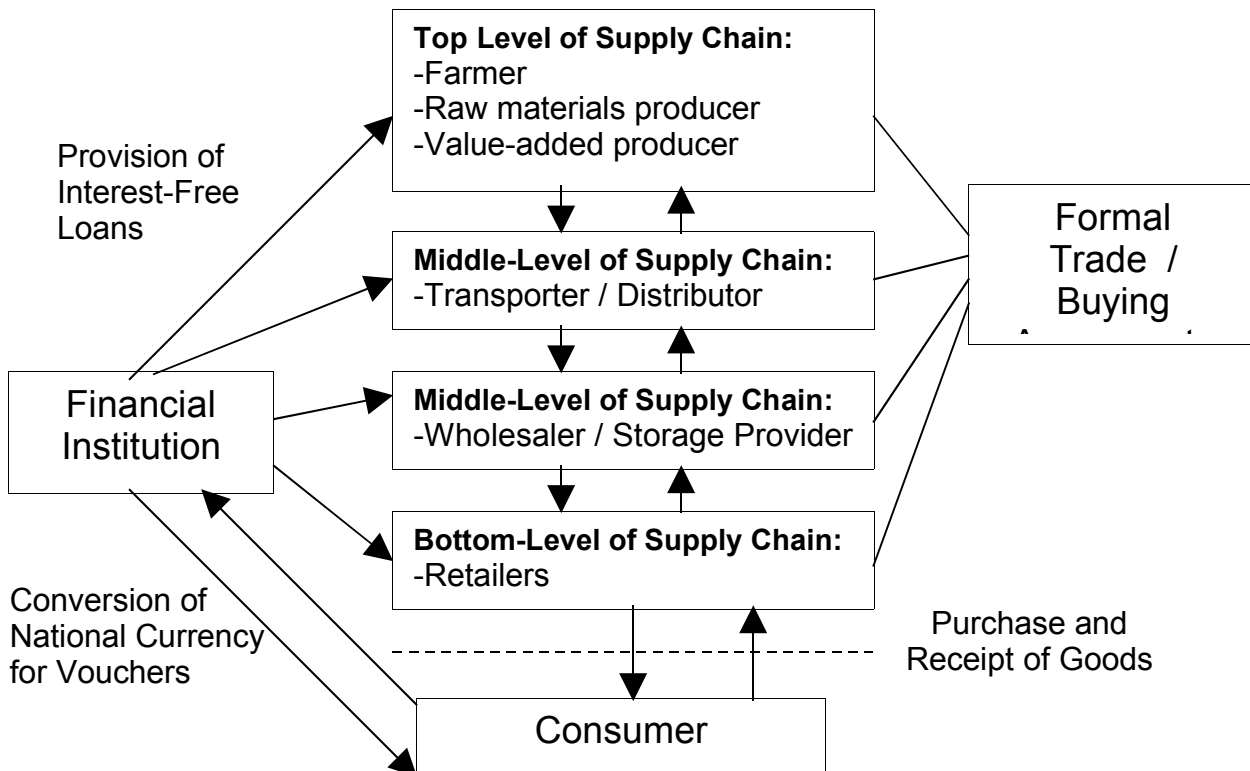 Top Level of Supply Chain:
-Farmer
-Raw materials producer
-Value-added producer
Provision of
Interest-Free
Loans
Formal
Trade /
Buying
Middle-Level of Supply Chain:
-Transporter / Distributor
Financial
Institution
Middle-Level of Supply Chain:
-Wholesaler / Storage Provider
Bottom-Level of Supply Chain:
-Retailers
Conversion of
National Currency
for Vouchers
Purchase and
Receipt of Goods
Consumer